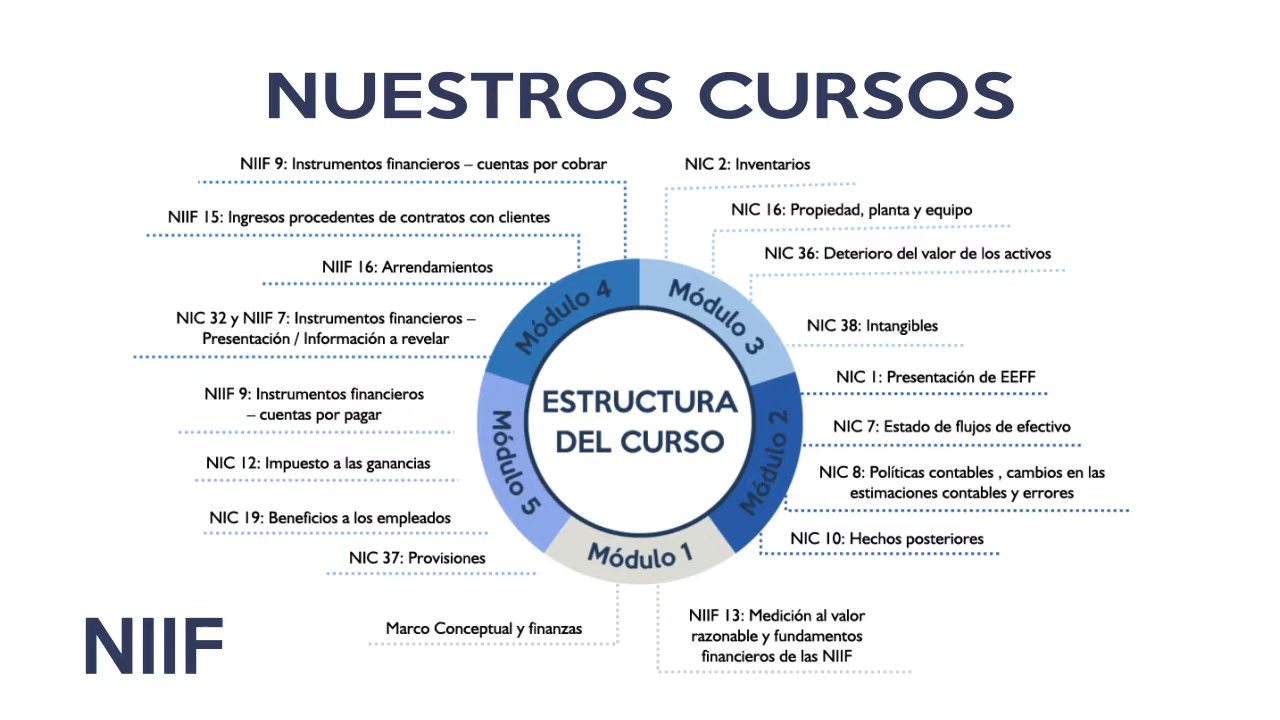 NUESTROS CURSOS
NIIF 9: Instrumentos financieros – cuentas por cobrar
NIIF 15: Ingresos procedentes de contratos con clientes
NIIF 16: Arrendamientos
NIC 32 y NIIF 7: Instrumentos financieros –
Presentación / Información a revelar
NIIF 9: Instrumentos financieros
– cuentas por pagar
NIC 12: Impuesto a las ganancias
NIC 19: Beneficios a los empleados
NIC 37: Provisiones
Marco Conceptual y finanzas
NIC 2: Inventarios
NIC 16: Propiedad, planta y equipo
NIC 36: Deterioro del valor de los activos
NIC 38: Intangibles
NIC 1: Presentación de EEFF
NIC 7: Estado de flujos de efectivo
NIC 8: Políticas contables , cambios en las
estimaciones contables y errores
NIC 10: Hechos posteriores
NIIF 13: Medición al valor
razonable y fundamentos
financieros de las NIIF
Módulo 4
Módulo 3
Módulo 2
Módulo 1
Módulo 5
ESTRUCTURA
DEL CURSO
NIIF